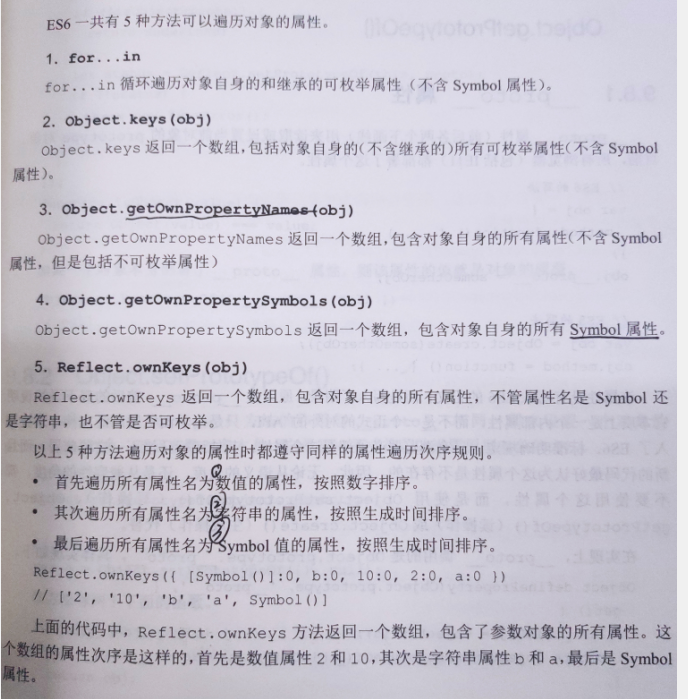 ES6 一共有 5 种方法可以遍历对象的属性。
1. for...in
for...in 循环遍历对象自身的和继承的可枚举属性（不含 Symbol 属性）。
2. Object.keys(obj)
Object.keys 返回一个数组,包括对象自身的(不含继承的)所有可枚举属性(不含 Symbol
属性)。
3. Object.getOwnPropertyNames(obj)
Object.getOwnPropertyNames 返回一个数组,包含对象自身的所有属性(不含 Symbol
属性，但是包括不可枚举属性）
4. Object.getOwnPropertySymbols(obj)
Object.getOwnPropertySymbols 返回一个数组，包含对象自身的所有 Symbol 属性。
5. Reflect.ownKeys(obj)
Reflect.ownKeys 返回一个数组，包含对象自身的所有属性，不管属性名是 Symbol 还
是字符串，也不管是否可枚举。
以上 5 种方法遍历对象的属性时都遵守同样的属性遍历次序规则。
• 首先遍历所有属性名为数值的属性，按照数字排序。
• 其次遍历所有属性名为字符串的属性，按照生成时间排序。
• 最后遍历所有属性名为 Symbol 值的属性，按照生成时间排序。
Reflect.ownKeys({ [Symbol()]:0, b:0, 10:0, 2:0, a:0 })
// ['2', '10', 'b', 'a', Symbol()]
上面的代码中，Reflect.ownKeys 方法返回一个数组，包含了参数对象的所有属性。这
个数组的属性次序是这样的,首先是数值属性 2 和 10,其次是字符串属性 b 和 a,最后是 Symbol
属性。